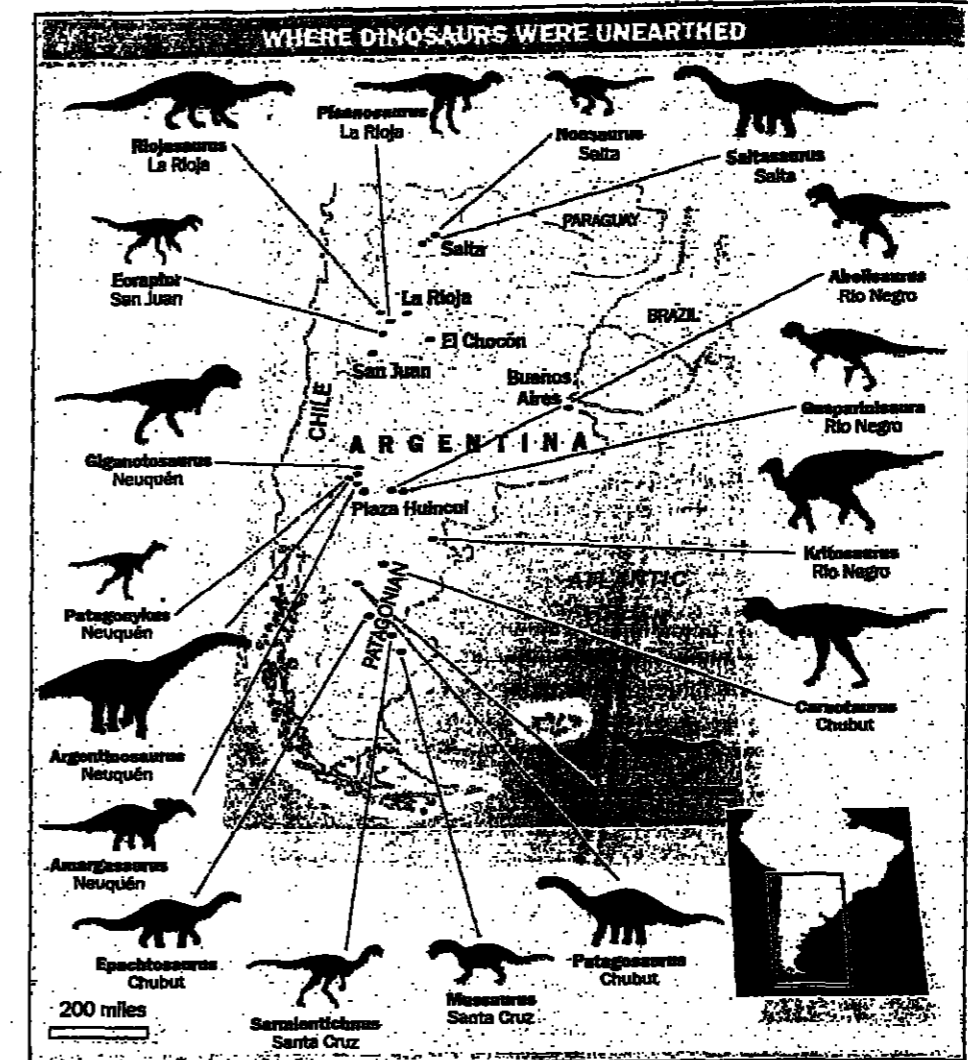 WHERE DINOSAURS WERE UNEARTHED
Riojasaurus
La Rioja
Pisanosaurus
La Rioja
Noasaurus
Salta
Saltasaurus
Salta
PARAGUAY
Salta
Eoraptor
San Juan
La Rioja
El Chocón
San Juan
BRAZIL
Abelisaurus
Rio Negro
CHILE
Buenos
Aires
ARGENTINA
Giganotosaurus
Neuquén
Gasparinisaura
Rio Negro
Plaza Huincul
Kritosaurus
Rio Negro
Patagonykus
Neuquén
PATAGONIAN
ATLANTIC
Carnotaurus
Chubut
Argentinosaurus
Neuquén
Amargasaurus
Neuquén
Epachtosaurus
Chubut
Patagosaurus
Chubut
Mussaurus
Santa Cruz
Sarmientichnus
Santa Cruz
200 miles